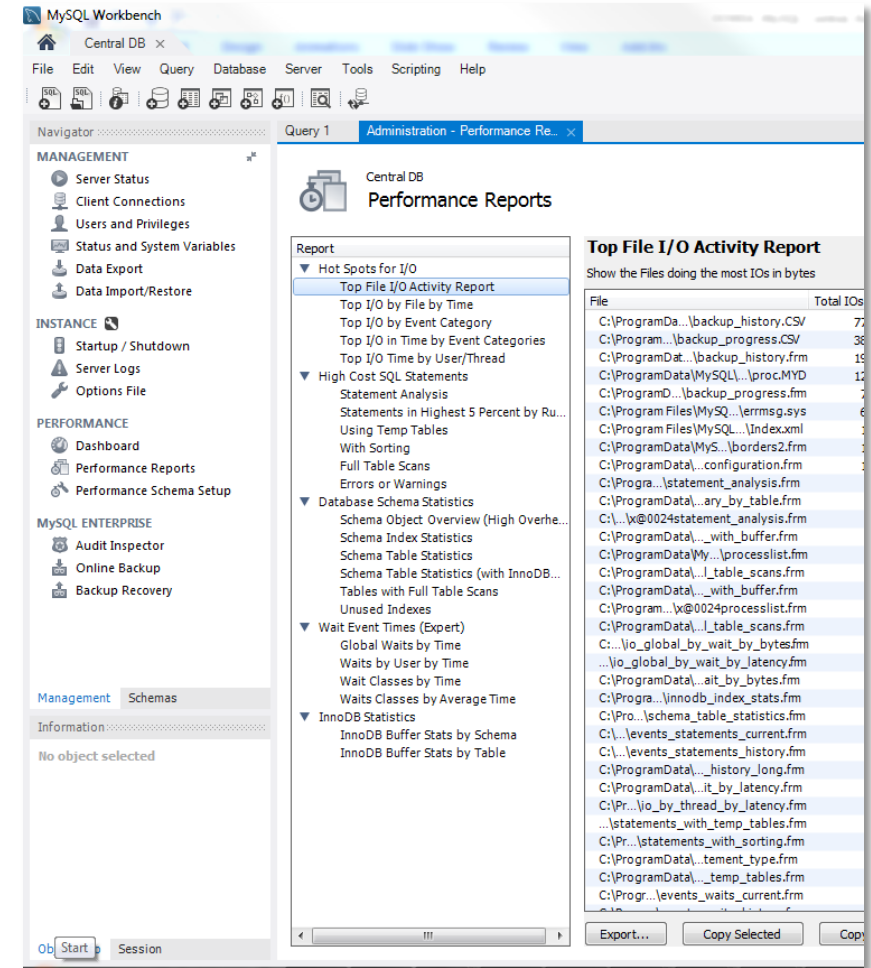 MySQL Workbench
Central DB ×
File Edit View Query Database Server Tools Scripting Help
Navigator
MANAGEMENT
Server Status
Client Connections
Users and Privileges
Status and System Variables
Data Export
Data Import/Restore
INSTANCE
Startup / Shutdown
Server Logs
Options File
PERFORMANCE
Dashboard
Performance Reports
Performance Schema Setup
MySQL ENTERPRISE
Audit Inspector
Online Backup
Backup Recovery
Management Schemas
Information
No object selected
Ob Start Session
Query 1 Administration - Performance Re... ×
Central DB
Performance Reports
Report
Hot Spots for I/O
Top File I/O Activity Report
Top I/O by File by Time
Top I/O by Event Category
Top I/O in Time by Event Categories
Top I/O Time by User/Thread
High Cost SQL Statements
Statement Analysis
Statements in Highest 5 Percent by Ru...
Using Temp Tables
With Sorting
Full Table Scans
Errors or Warnings
Database Schema Statistics
Schema Object Overview (High Overhe...
Schema Index Statistics
Schema Table Statistics
Schema Table Statistics (with InnoDB...
Tables with Full Table Scans
Unused Indexes
Wait Event Times (Expert)
Global Waits by Time
Waits by User by Time
Wait Classes by Time
Waits Classes by Average Time
InnoDB Statistics
InnoDB Buffer Stats by Schema
InnoDB Buffer Stats by Table
Top File I/O Activity Report
Show the Files doing the most IOs in bytes
File Total IOs
C:\ProgramDa...\backup_history.CSV 77
C:\Program...\backup_progress.CSV 38
C:\ProgramDat...\backup_history.frm 19
C:\ProgramData\MySQL\...\proc.MYD 12
C:\ProgramD...\backup_progress.frm 7
C:\Program Files\MySQ...\errmsg.sys 6
C:\Program Files\MySQL...\Index.xml
C:\ProgramData\MyS...\borders2.frm
C:\ProgramData\...configuration.frm
C:\Progra...\statement_analysis.frm
C:\ProgramData\...ary_by_table.frm
C:\...\x@0024statement_analysis.frm
C:\ProgramData\..._with_buffer.frm
C:\ProgramData\My...\processlist.frm
C:\ProgramData\...l_table_scans.frm
C:\ProgramData\..._with_buffer.frm
C:\Program...\x@0024processlist.frm
C:\ProgramData\...l_table_scans.frm
C:...\io_global_by_wait_by_bytes.frm
...\io_global_by_wait_by_latency.frm
C:\ProgramData\...ait_by_bytes.frm
C:\Progra...\innodb_index_stats.frm
C:\Pro...\schema_table_statistics.frm
C:\...\events_statements_current.frm
C:\...\events_statements_history.frm
C:\ProgramData\..._history_long.frm
C:\ProgramData\...it_by_latency.frm
C:\Pr...\io_by_thread_by_latency.frm
...\statements_with_temp_tables.frm
C:\Pr...\statements_with_sorting.frm
C:\ProgramData\...tement_type.frm
C:\ProgramData\..._temp_tables.frm
C:\Progr...\events_waits_current.frm
Export... Copy Selected Copy